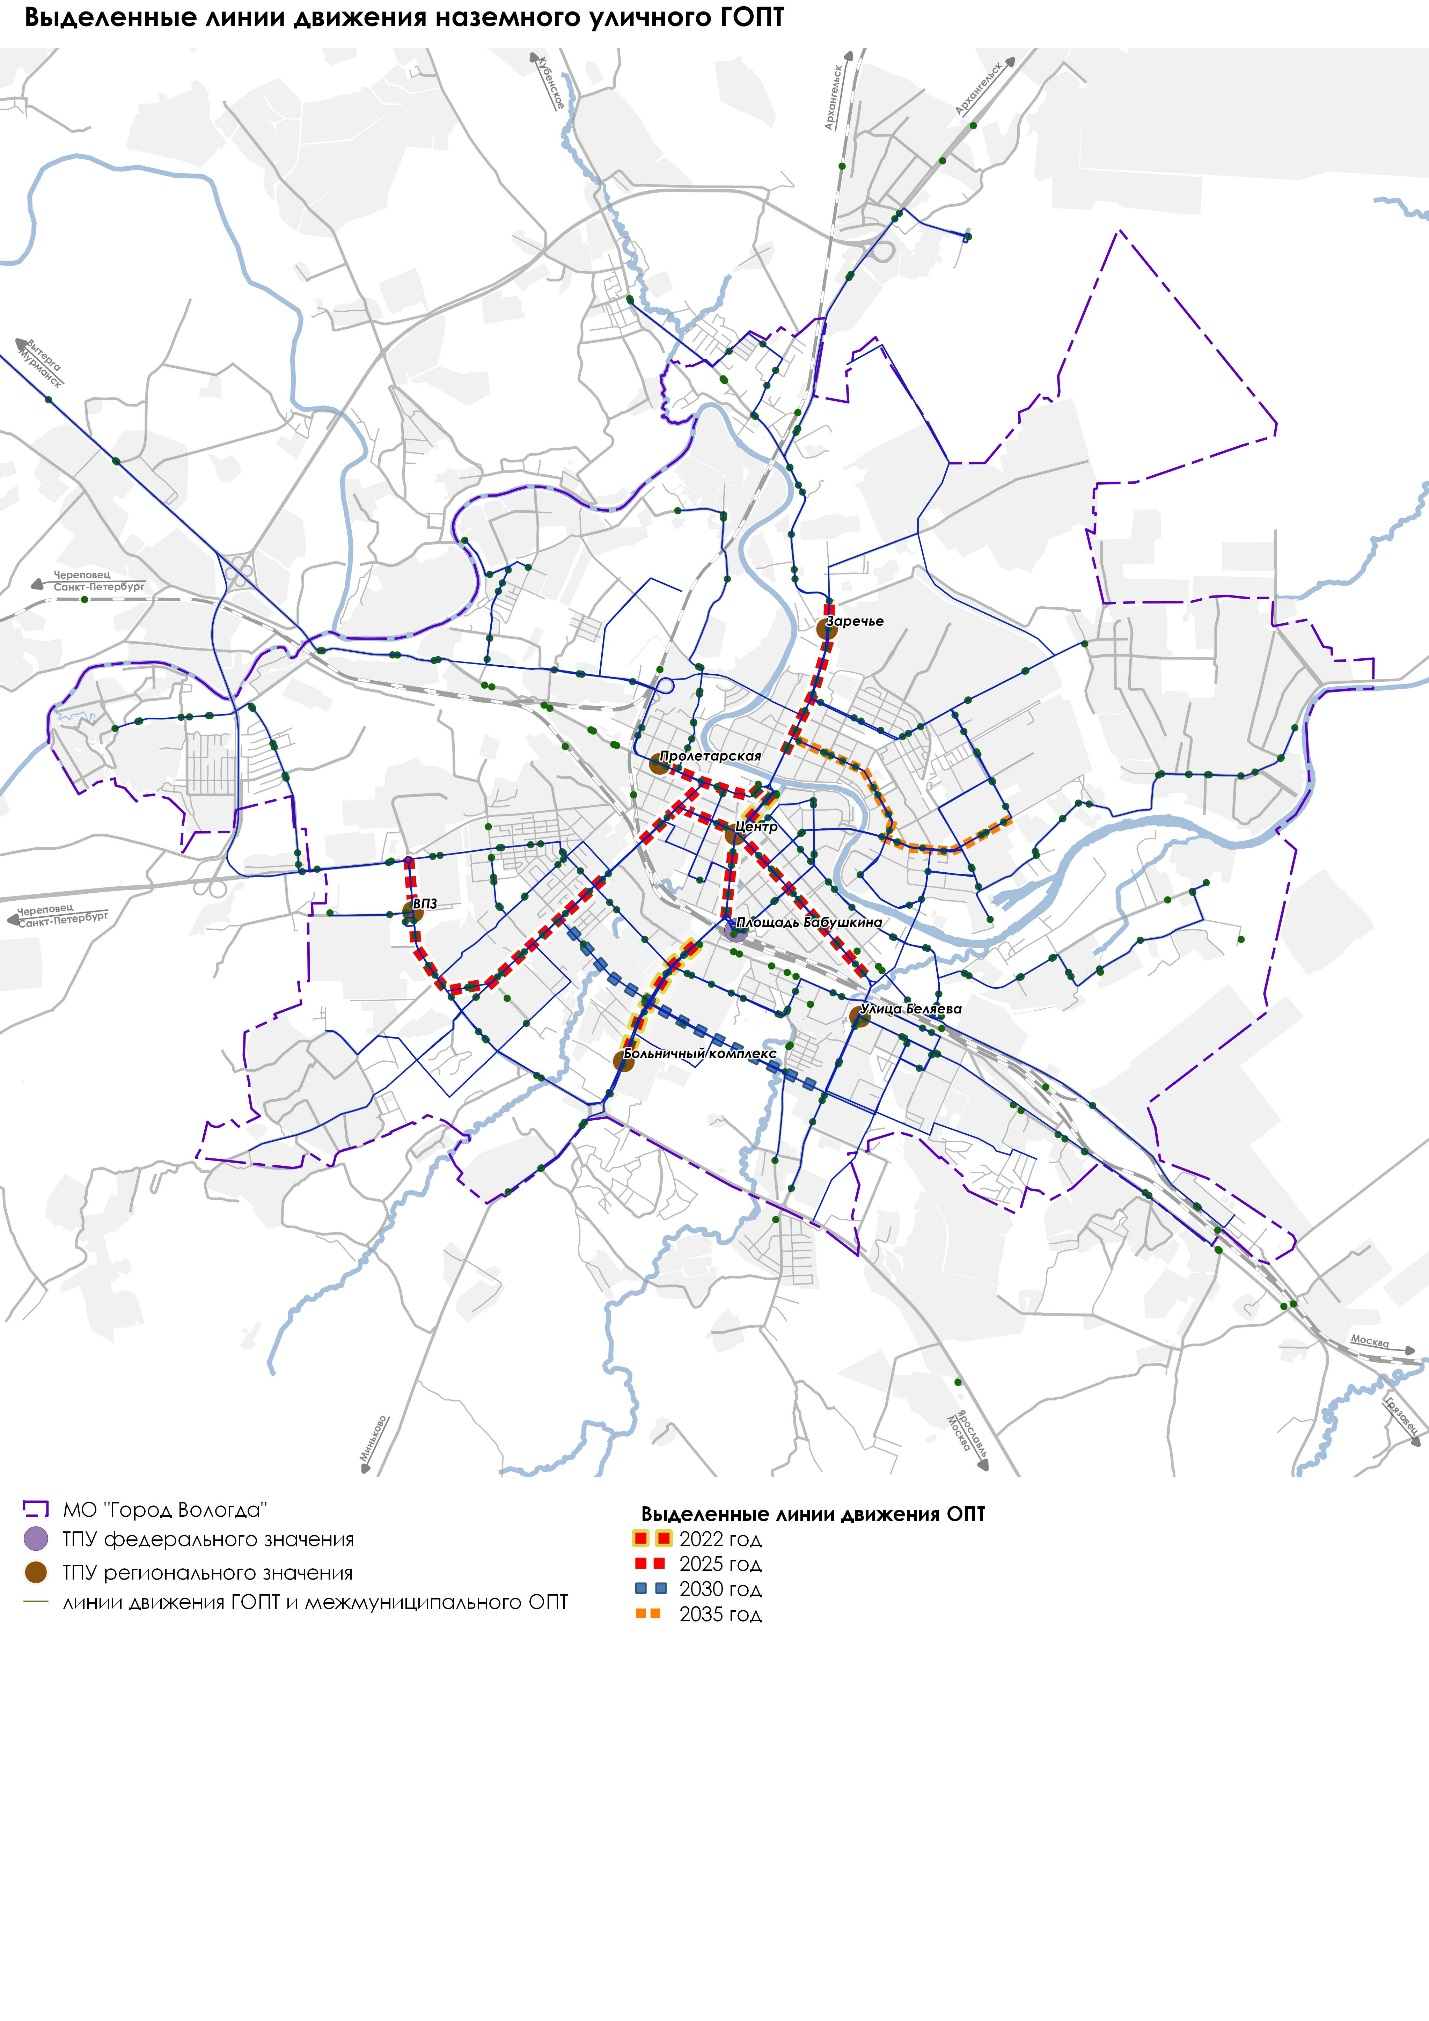 Выделенные линии движения наземного уличного ГОПТ
Кубенское
Архангельск
Архангельск
Вытерга
Мурманск
Череповец
Санкт-Петербург
Заречье
Пролетарская
Центр
ВПЗ
Череповец
Санкт-Петербург
Площадь Бабушкина
Улица Беляева
Больничный комплекс
Москва
Грязовец
Миньково
Ярославль
Москва
МО "Город Вологда"
ТПУ федерального значения
ТПУ регионального значения
линии движения ГОПТ и межмуниципального ОПТ
Выделенные линии движения ОПТ
2022 год
2025 год
2030 год
2035 год